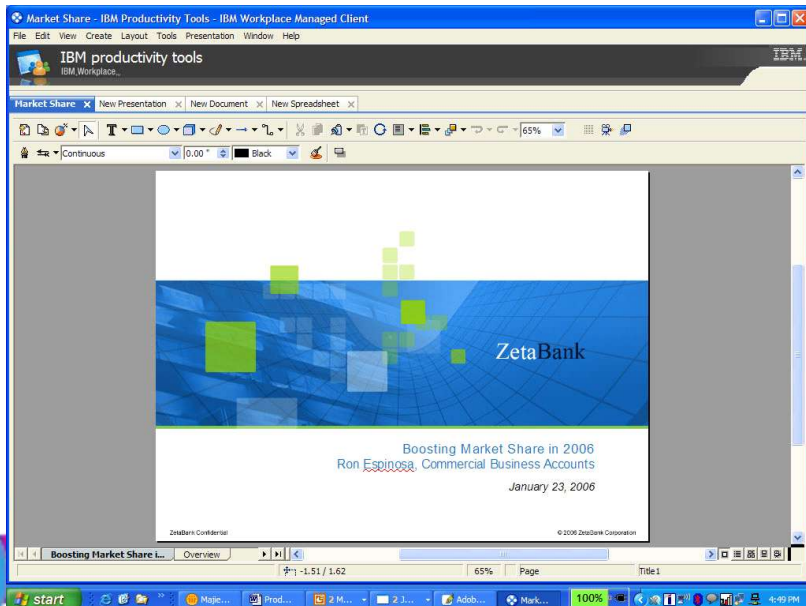 Market Share - IBM Productivity Tools - IBM Workplace Managed Client
File Edit View Create Layout Tools Presentation Window Help
IBM productivity tools
IBM.Workplace...
IBM.
Market Share New Presentation New Document New Spreadsheet
65%
Continuous 0.00 " Black
ZetaBank
Boosting Market Share in 2006
Ron Espinosa, Commercial Business Accounts
January 23, 2006
ZetaBank Confidential © 2006 ZetaBank Corporation
Boosting Market Share i... Overview
-1.51 / 1.62 65% Page Title1
start Majie... Prod... 2 M... 2 J... Adob... Mark... 100% 4:49 PM